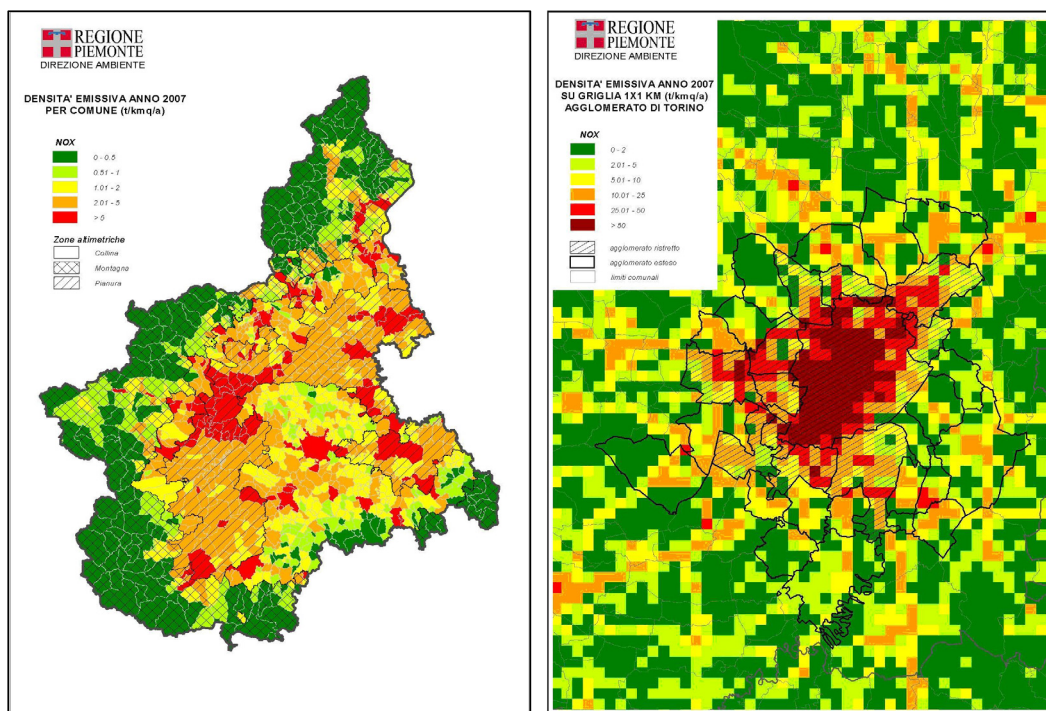 REGIONE
PIEMONTE
DIREZIONE AMBIENTE
DENSITA' EMISSIVA ANNO 2007
PER COMUNE (t/kmq/a)
NOX
0 - 0.5
0.51 - 1
1.01 - 2
2.01 - 5
> 5
Zone altimetriche
Collina
Montagna
Pianura
REGIONE
PIEMONTE
DIREZIONE AMBIENTE
DENSITA' EMISSIVA ANNO 2007
SU GRIGLIA 1X1 KM (t/kmq/a)
AGGLOMERATO DI TORINO
NOX
0 - 2
2.01 - 5
5.01 - 10
10.01 - 25
25.01 - 50
> 50
agglomerato ristretto
agglomerato esteso
limiti comunali